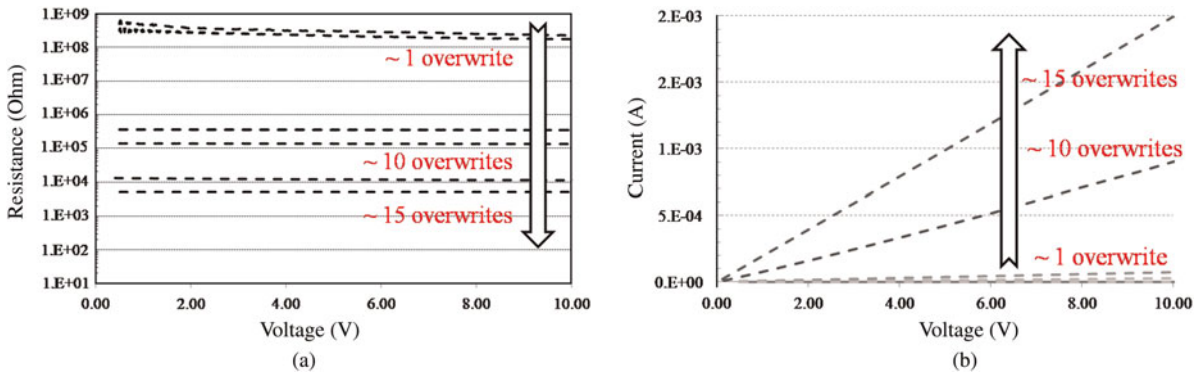 1.E+09
1.E+08
1.E+07
1.E+06
1.E+05
1.E+04
1.E+03
1.E+02
1.E+01
Resistance (Ohm)
~ 1 overwrite
~ 10 overwrites
~ 15 overwrites
0.00 2.00 4.00 6.00 8.00 10.00
Voltage (V)
(a)
2.E-03
2.E-03
1.E-03
5.E-04
0.E+00
Current (A)
~ 15 overwrites
~ 10 overwrites
~ 1 overwrite
0.00 2.00 4.00 6.00 8.00 10.00
Voltage (V)
(b)